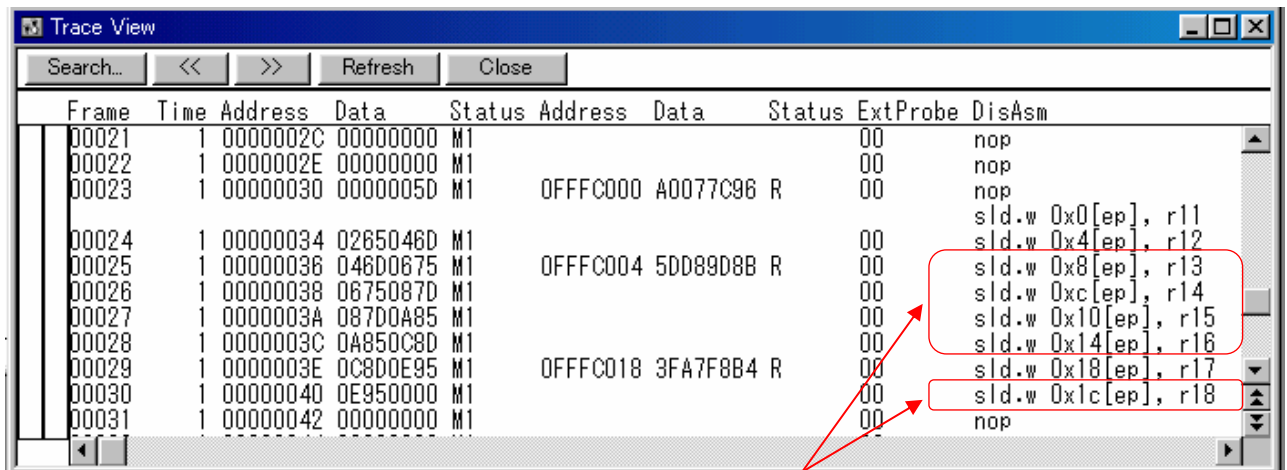 Trace View
Search... << >> Refresh Close
Frame Time Address Data Status Address Data Status ExtProbe DisAsm
00021 1 0000002C 00000000 M1 00 nop
00022 1 0000002E 00000000 M1 00 nop
00023 1 00000030 0000005D M1 0FFFC000 A0077C96 R 00 nop
sld.w 0x0[ep], r11
00024 1 00000034 0265046D M1 00 sld.w 0x4[ep], r12
00025 1 00000036 046D0675 M1 0FFFC004 5DD89D8B R 00 sld.w 0x8[ep], r13
00026 1 00000038 0675087D M1 00 sld.w 0xc[ep], r14
00027 1 0000003A 087D0A85 M1 00 sld.w 0x10[ep], r15
00028 1 0000003C 0A850C8D M1 00 sld.w 0x14[ep], r16
00029 1 0000003E 0C8D0E95 M1 0FFFC018 3FA7F8B4 R 00 sld.w 0x18[ep], r17
00030 1 00000040 0E950000 M1 00 sld.w 0x1c[ep], r18
00031 1 00000042 00000000 M1 00 nop